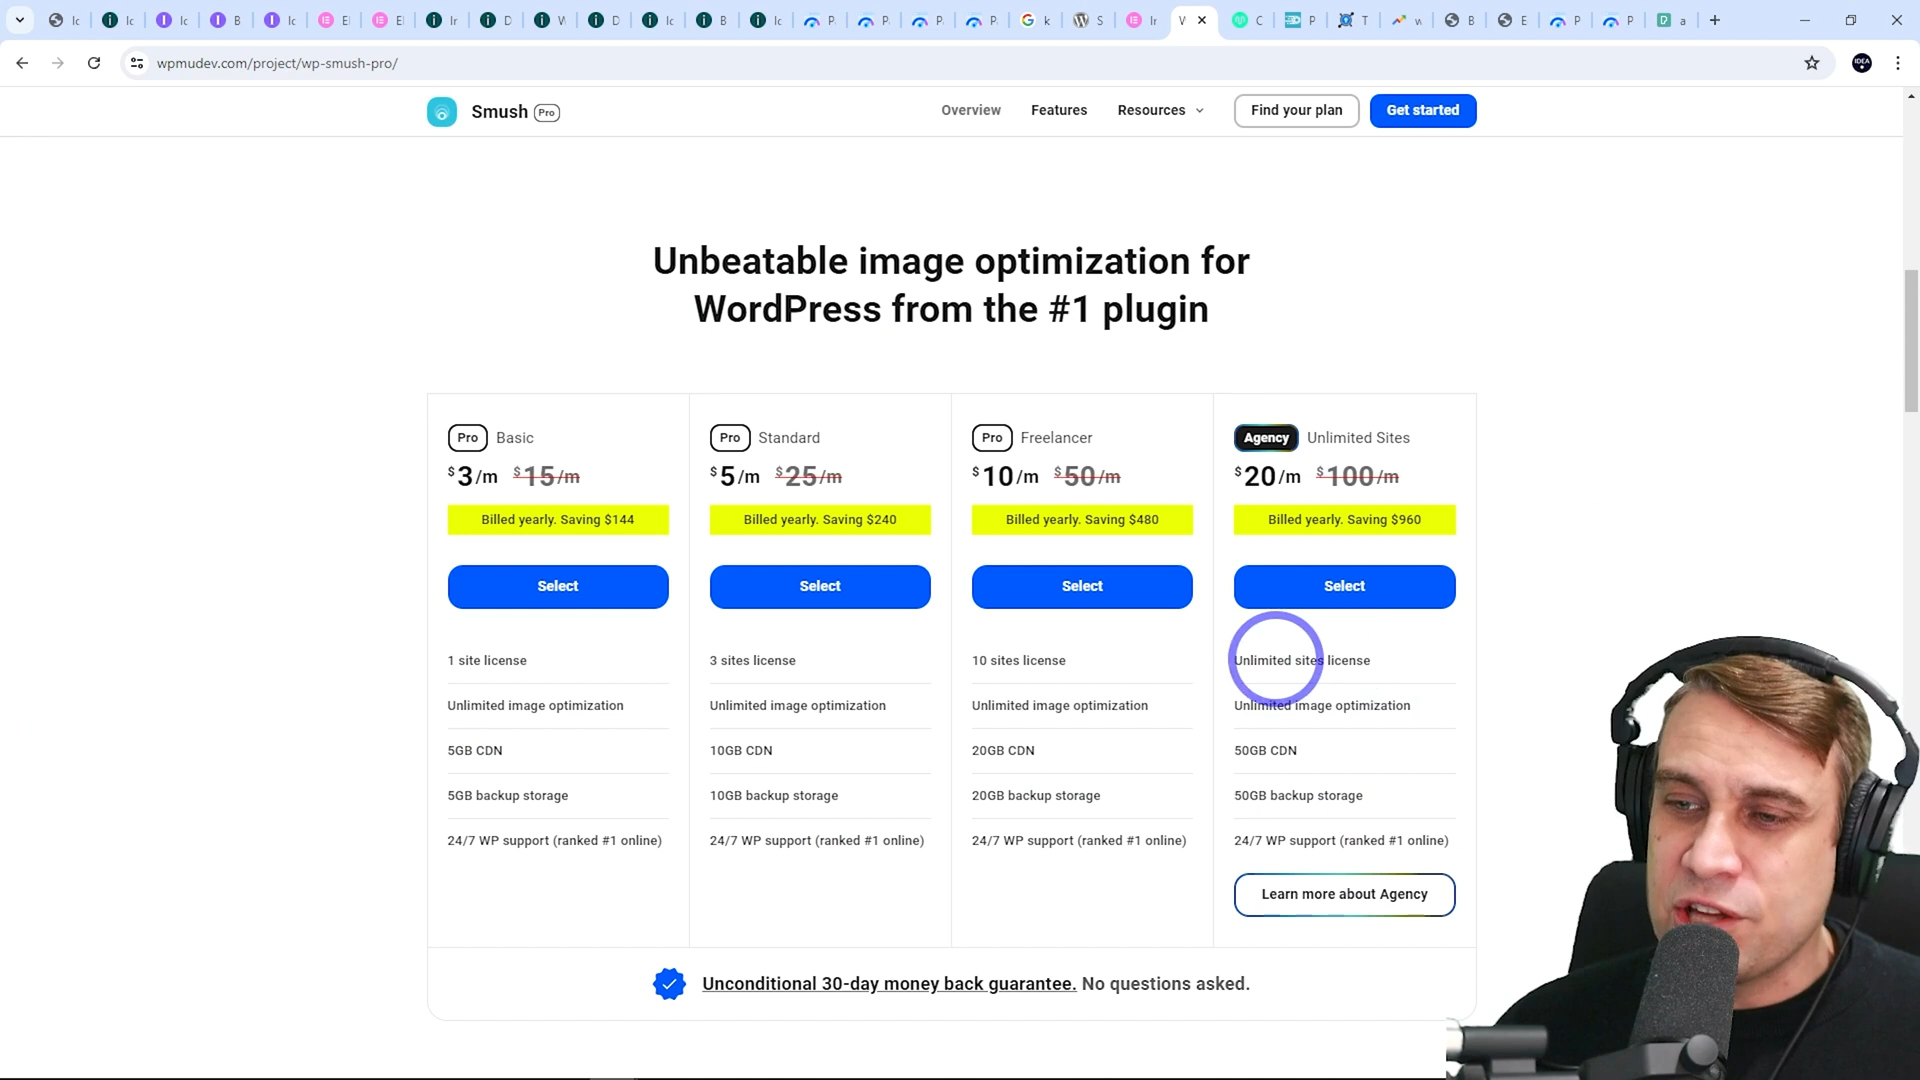 wpmudev.com/project/wp-smush-pro/
IDEA
Smush Pro
Overview
Features
Resources
Find your plan
Get started
Unbeatable image optimization for
WordPress from the #1 plugin
Pro Basic
$3/m $15/m
Billed yearly. Saving $144
Select
1 site license
Unlimited image optimization
5GB CDN
5GB backup storage
24/7 WP support (ranked #1 online)
Pro Standard
$5/m $25/m
Billed yearly. Saving $240
Select
3 sites license
Unlimited image optimization
10GB CDN
10GB backup storage
24/7 WP support (ranked #1 online)
Pro Freelancer
$10/m $50/m
Billed yearly. Saving $480
Select
10 sites license
Unlimited image optimization
20GB CDN
20GB backup storage
24/7 WP support (ranked #1 online)
Agency Unlimited Sites
$20/m $100/m
Billed yearly. Saving $960
Select
Unlimited sites license
Unlimited image optimization
50GB CDN
50GB backup storage
24/7 WP support (ranked #1 online)
Learn more about Agency
Unconditional 30-day money back guarantee. No questions asked.